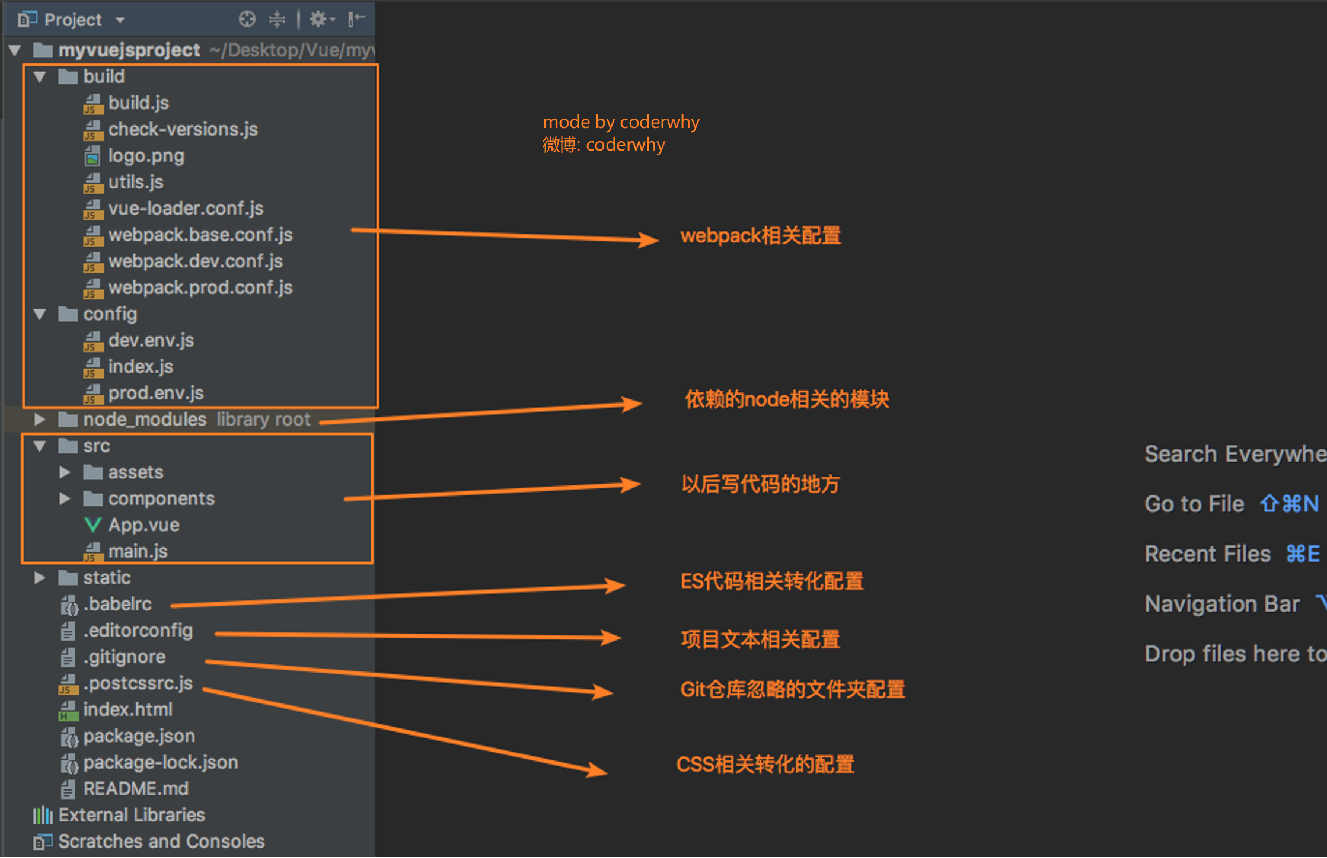 Project
myvuejsproject ~/Desktop/Vue/myv
build
build.js
check-versions.js
logo.png
utils.js
vue-loader.conf.js
webpack.base.conf.js
webpack.dev.conf.js
webpack.prod.conf.js
config
dev.env.js
index.js
prod.env.js
node_modules library root
src
assets
components
App.vue
main.js
static
.babelrc
.editorconfig
.gitignore
.postcssrc.js
index.html
package.json
package-lock.json
README.md
External Libraries
Scratches and Consoles
mode by coderwhy
微博: coderwhy
webpack相关配置
依赖的node相关的模块
以后写代码的地方
ES代码相关转化配置
项目文本相关配置
Git仓库忽略的文件夹配置
CSS相关转化的配置
Search Everywhe
Go to File ⇧⌘N
Recent Files ⌘E
Navigation Bar
Drop files here to